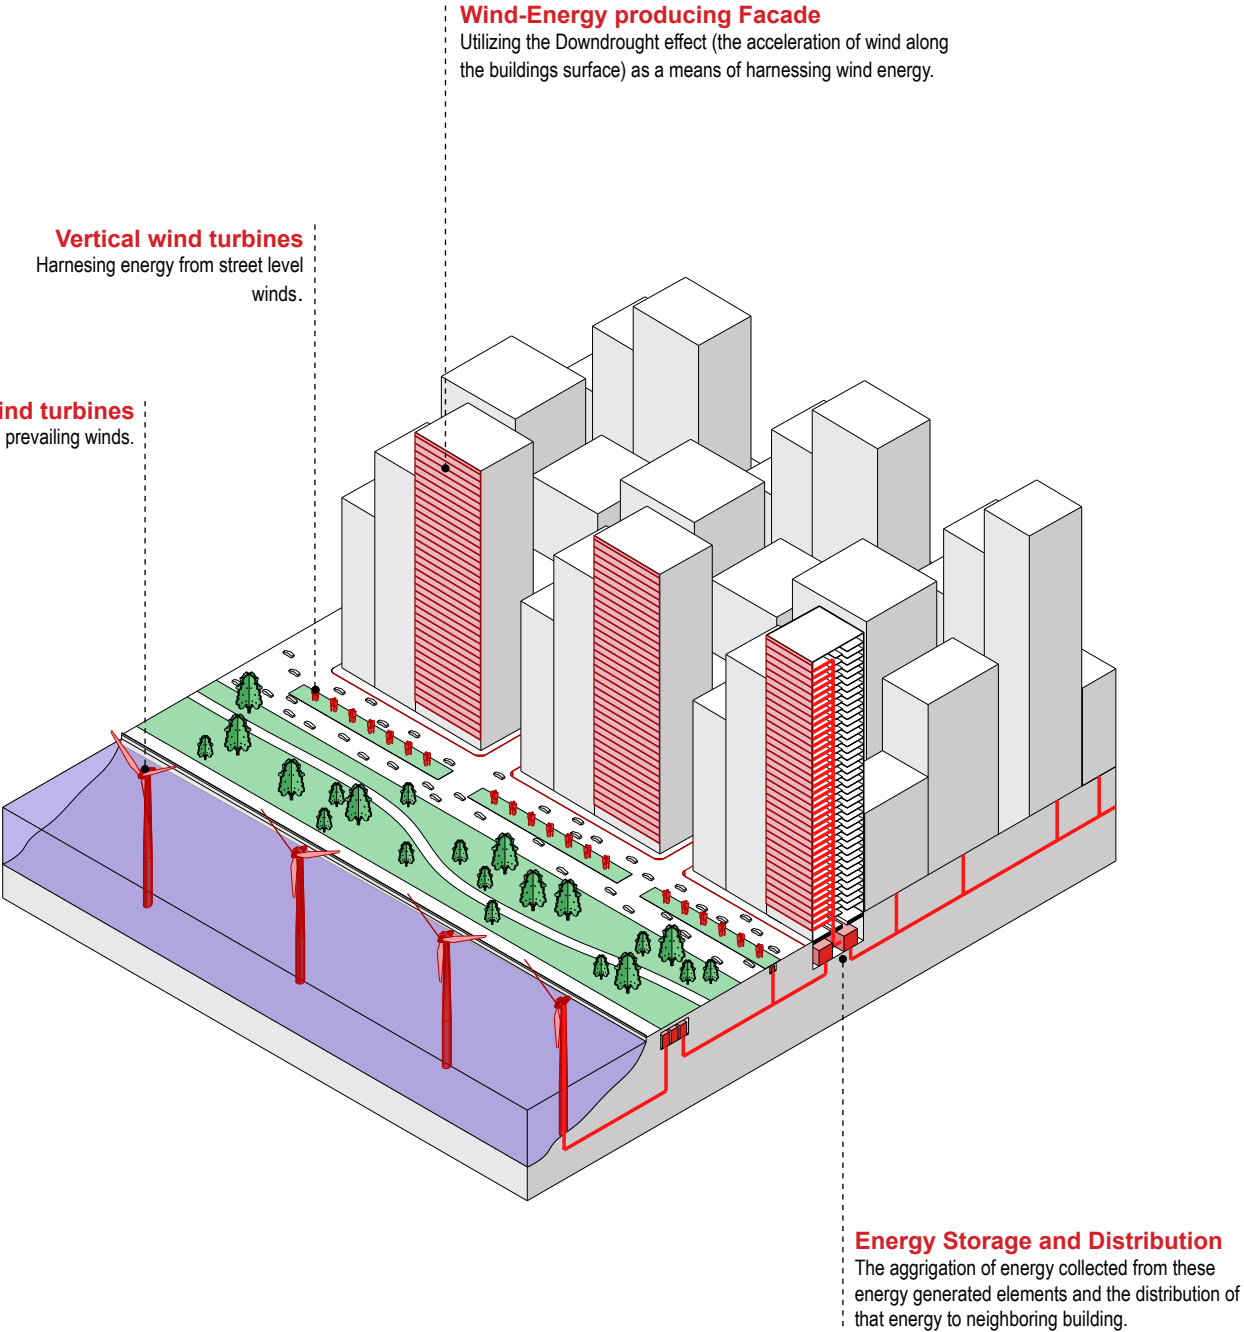 Wind-Energy producing Facade
Utilizing the Downdrought effect (the acceleration of wind along
the buildings surface) as a means of harnessing wind energy.
Vertical wind turbines
Harnesing energy from street level
winds.
turbines
prevailing winds.
Energy Storage and Distribution
The aggrigation of energy collected from these
energy generated elements and the distribution of
that energy to neighboring building.